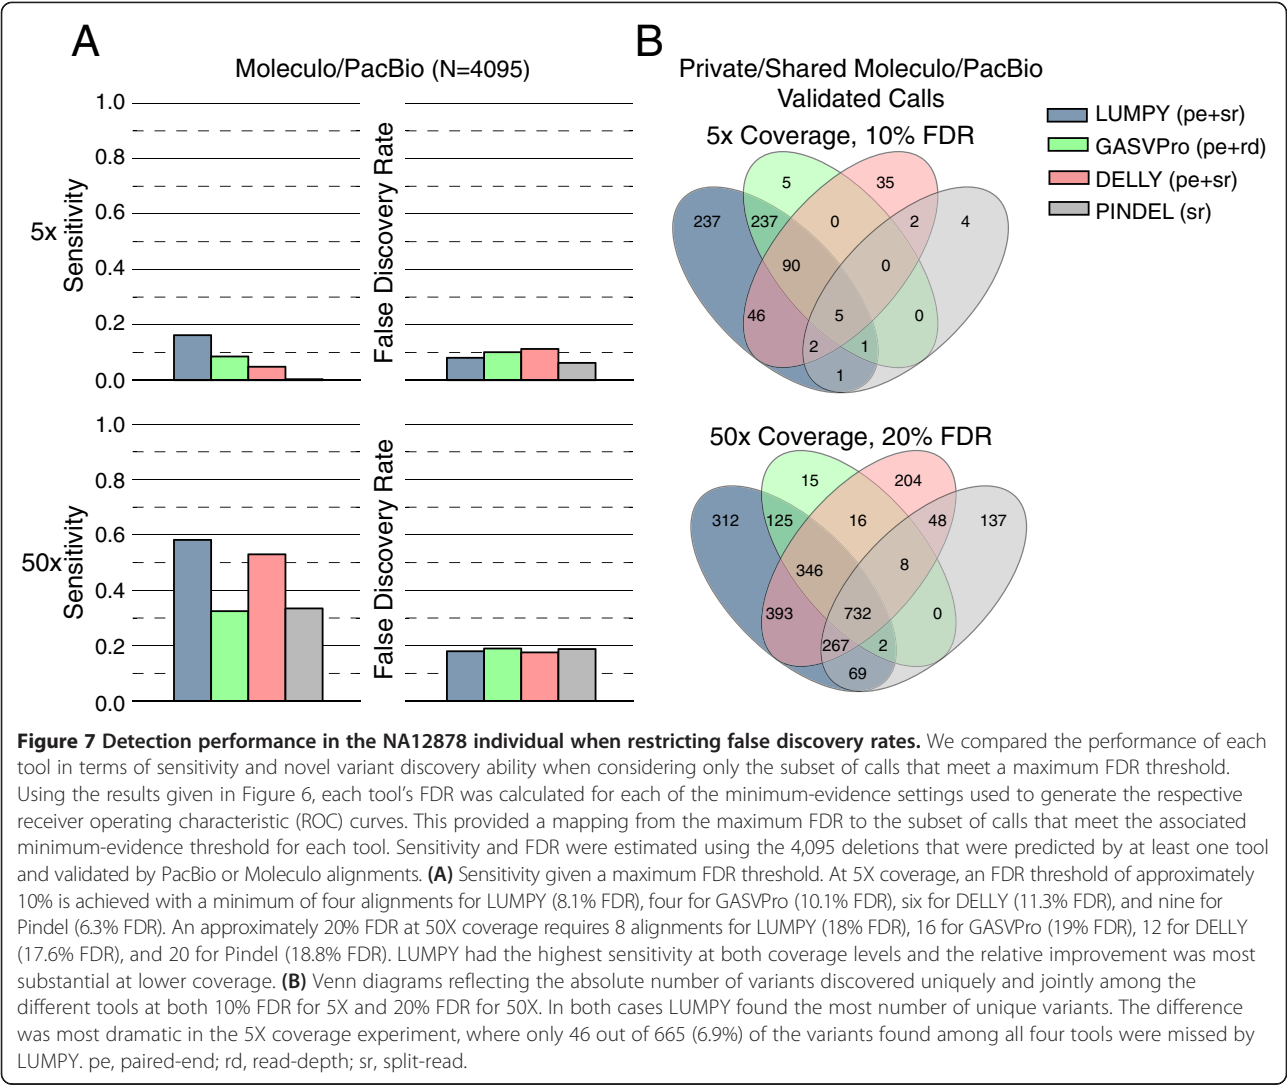 A
Moleculo/PacBio (N=4095)
5x
Sensitivity
1.0
0.8
0.6
0.4
0.2
0.0
False Discovery Rate
50x
Sensitivity
1.0
0.8
0.6
0.4
0.2
0.0
False Discovery Rate
B
Private/Shared Moleculo/PacBio
Validated Calls
5x Coverage, 10% FDR
5
35
237
237
0
2
4
90
0
46
5
0
2
1
1
50x Coverage, 20% FDR
15
204
312
125
16
48
137
346
8
393
732
0
267
2
69
LUMPY (pe+sr)
GASVPro (pe+rd)
DELLY (pe+sr)
PINDEL (sr)
Figure 7 Detection performance in the NA12878 individual when restricting false discovery rates. We compared the performance of each
tool in terms of sensitivity and novel variant discovery ability when considering only the subset of calls that meet a maximum FDR threshold.
Using the results given in Figure 6, each tool's FDR was calculated for each of the minimum-evidence settings used to generate the respective
receiver operating characteristic (ROC) curves. This provided a mapping from the maximum FDR to the subset of calls that meet the associated
minimum-evidence threshold for each tool. Sensitivity and FDR were estimated using the 4,095 deletions that were predicted by at least one tool
and validated by PacBio or Moleculo alignments. (A) Sensitivity given a maximum FDR threshold. At 5X coverage, an FDR threshold of approximately
10% is achieved with a minimum of four alignments for LUMPY (8.1% FDR), four for GASVPro (10.1% FDR), six for DELLY (11.3% FDR), and nine for
Pindel (6.3% FDR). An approximately 20% FDR at 50X coverage requires 8 alignments for LUMPY (18% FDR), 16 for GASVPro (19% FDR), 12 for DELLY
(17.6% FDR), and 20 for Pindel (18.8% FDR). LUMPY had the highest sensitivity at both coverage levels and the relative improvement was most
substantial at lower coverage. (B) Venn diagrams reflecting the absolute number of variants discovered uniquely and jointly among the
different tools at both 10% FDR for 5X and 20% FDR for 50X. In both cases LUMPY found the most number of unique variants. The difference
was most dramatic in the 5X coverage experiment, where only 46 out of 665 (6.9%) of the variants found among all four tools were missed by
LUMPY. pe, paired-end; rd, read-depth; sr, split-read.